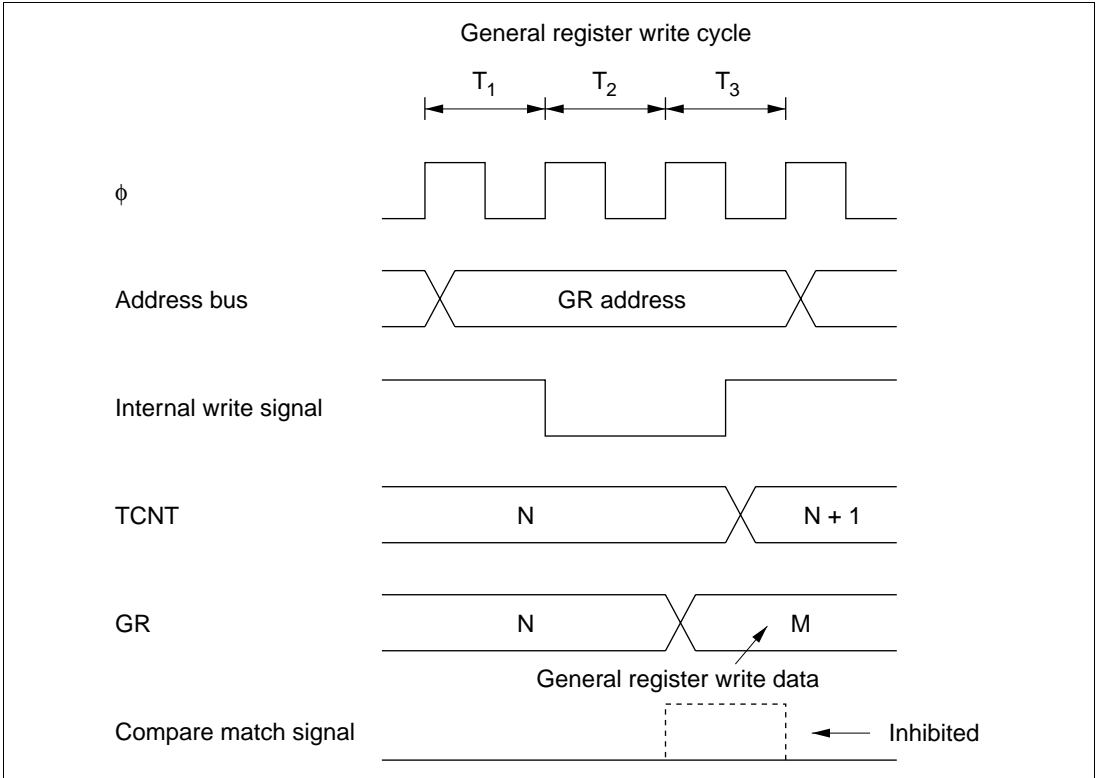 General register write cycle
T1 T2 T3
ϕ
Address bus GR address
Internal write signal
TCNT N N + 1
GR N M
General register write data
Compare match signal Inhibited